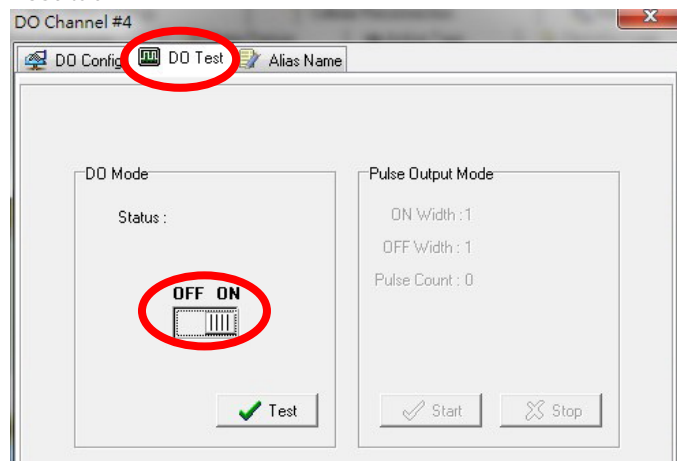 DO Channel #4
DO Config DO Test Alias Name
DO Mode
Status :
OFF ON
Test
Pulse Output Mode
ON Width :1
OFF Width : 1
Pulse Count : 0
Start Stop